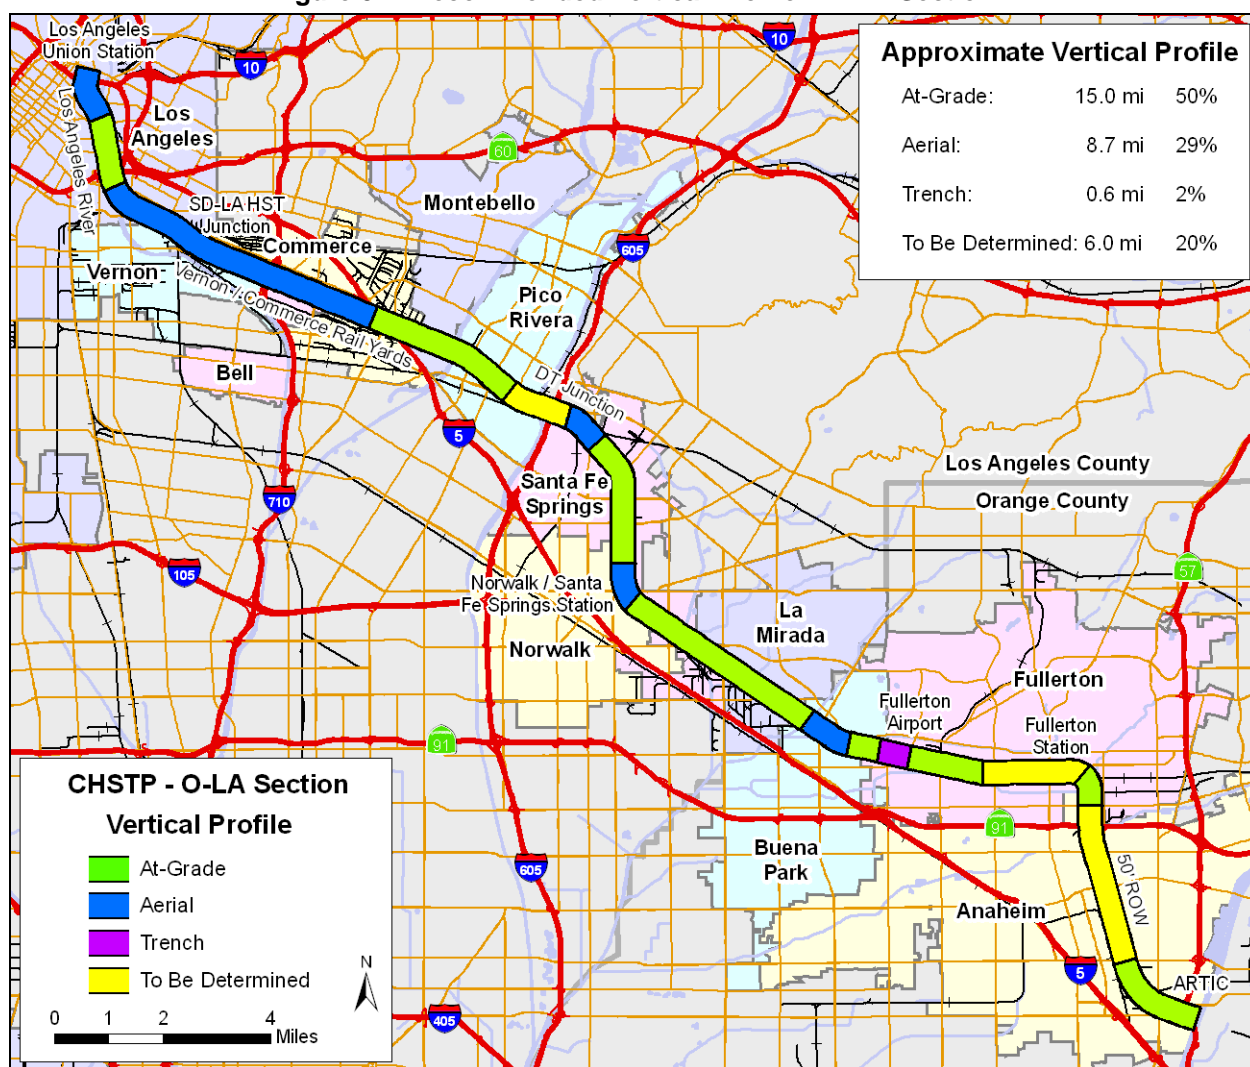 Los Angeles
Union Station
10
10
Approximate Vertical Profile
At-Grade: 15.0 mi 50%
Aerial: 8.7 mi 29%
Trench: 0.6 mi 2%
To Be Determined: 6.0 mi 20%
Los
Angeles
Los Angeles River
60
Montebello
SD-LA HST
Junction
Commerce
605
Vernon
Vernon / Commerce Rail Yards
Pico
Rivera
Bell
DT Junction
5
Los Angeles County
Orange County
Santa Fe
Springs
710
105
57
Norwalk / Santa
Fe Springs Station
La
Mirada
Norwalk
Fullerton
Fullerton
Airport
Fullerton
Station
91
91
CHSTP - O-LA Section
Vertical Profile
At-Grade
Aerial
Trench
To Be Determined
N
0 1 2 4
Miles
605
Buena
Park
Anaheim
50' ROW
5
ARTIC
405